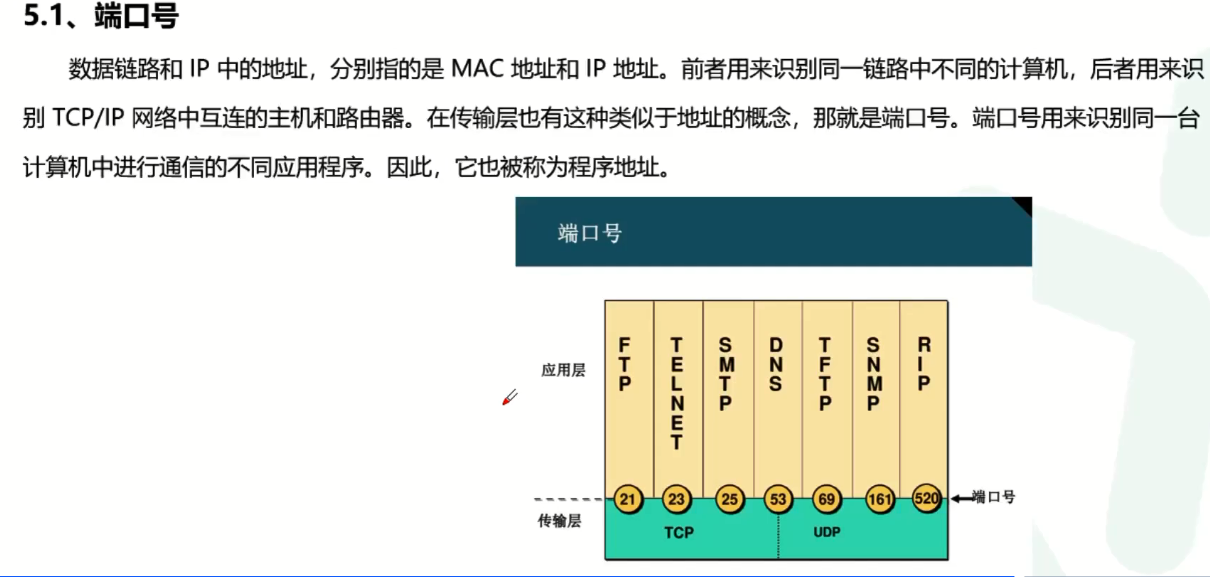 5.1、端口号
数据链路和 IP 中的地址，分别指的是 MAC 地址和 IP 地址。前者用来识别同一链路中不同的计算机，后者用来识
别 TCP/IP 网络中互连的主机和路由器。在传输层也有这种类似于地址的概念，那就是端口号。端口号用来识别同一台
计算机中进行通信的不同应用程序。因此，它也被称为程序地址。
端口号
应用层
FTP
TELNET
SMTP
DNS
TFTP
SNMP
RIP
21 23 25 53 69 161 520
端口号
传输层
TCP
UDP